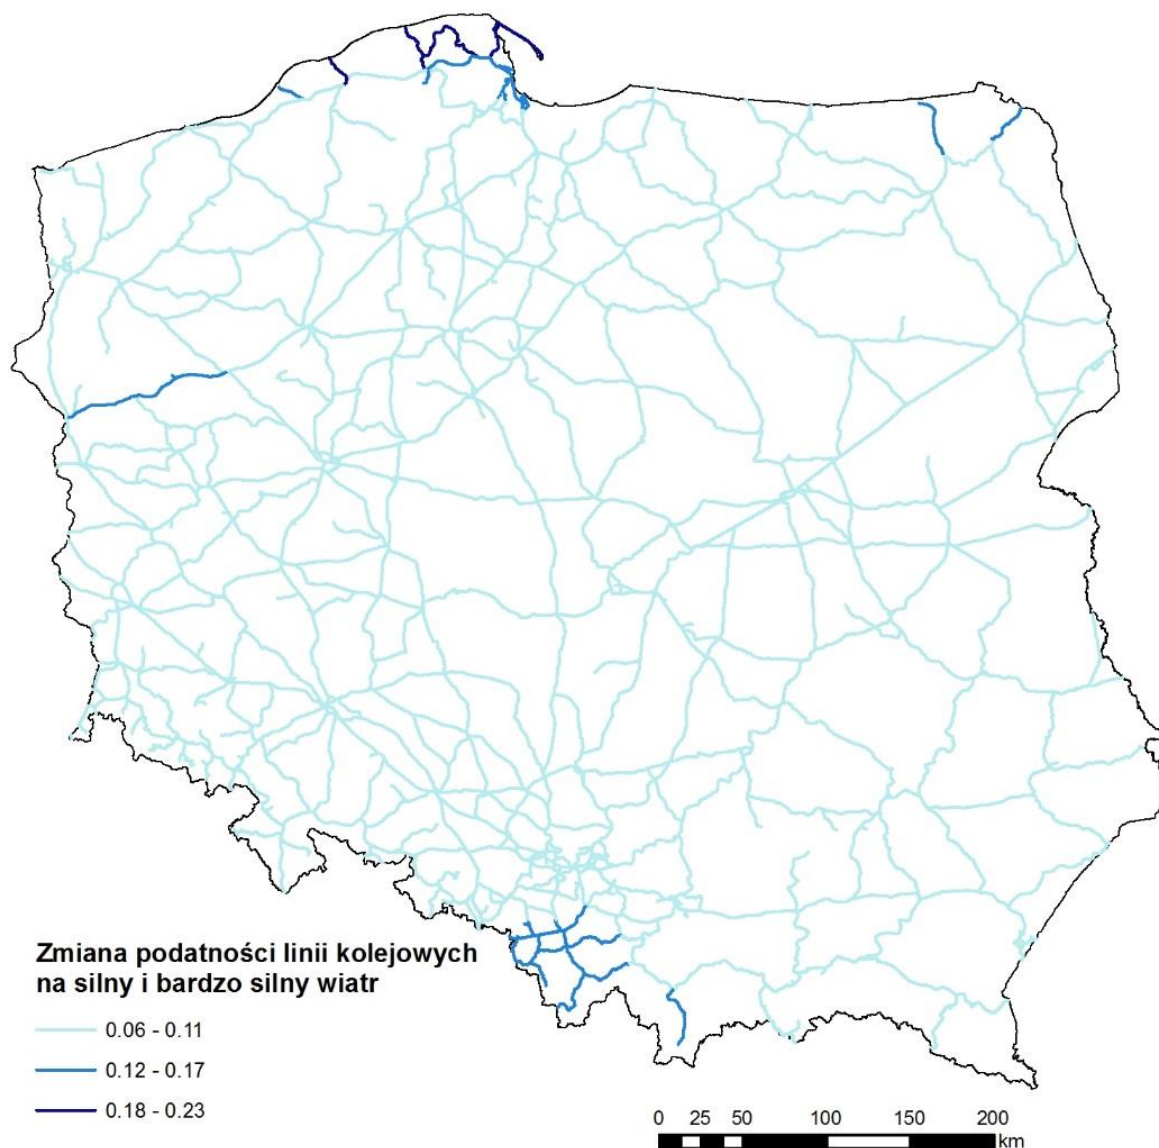 Zmiana podatności linii kolejowych
na silny i bardzo silny wiatr
0.06 - 0.11
0.12 - 0.17
0.18 - 0.23
0 25 50 100 150 200
km